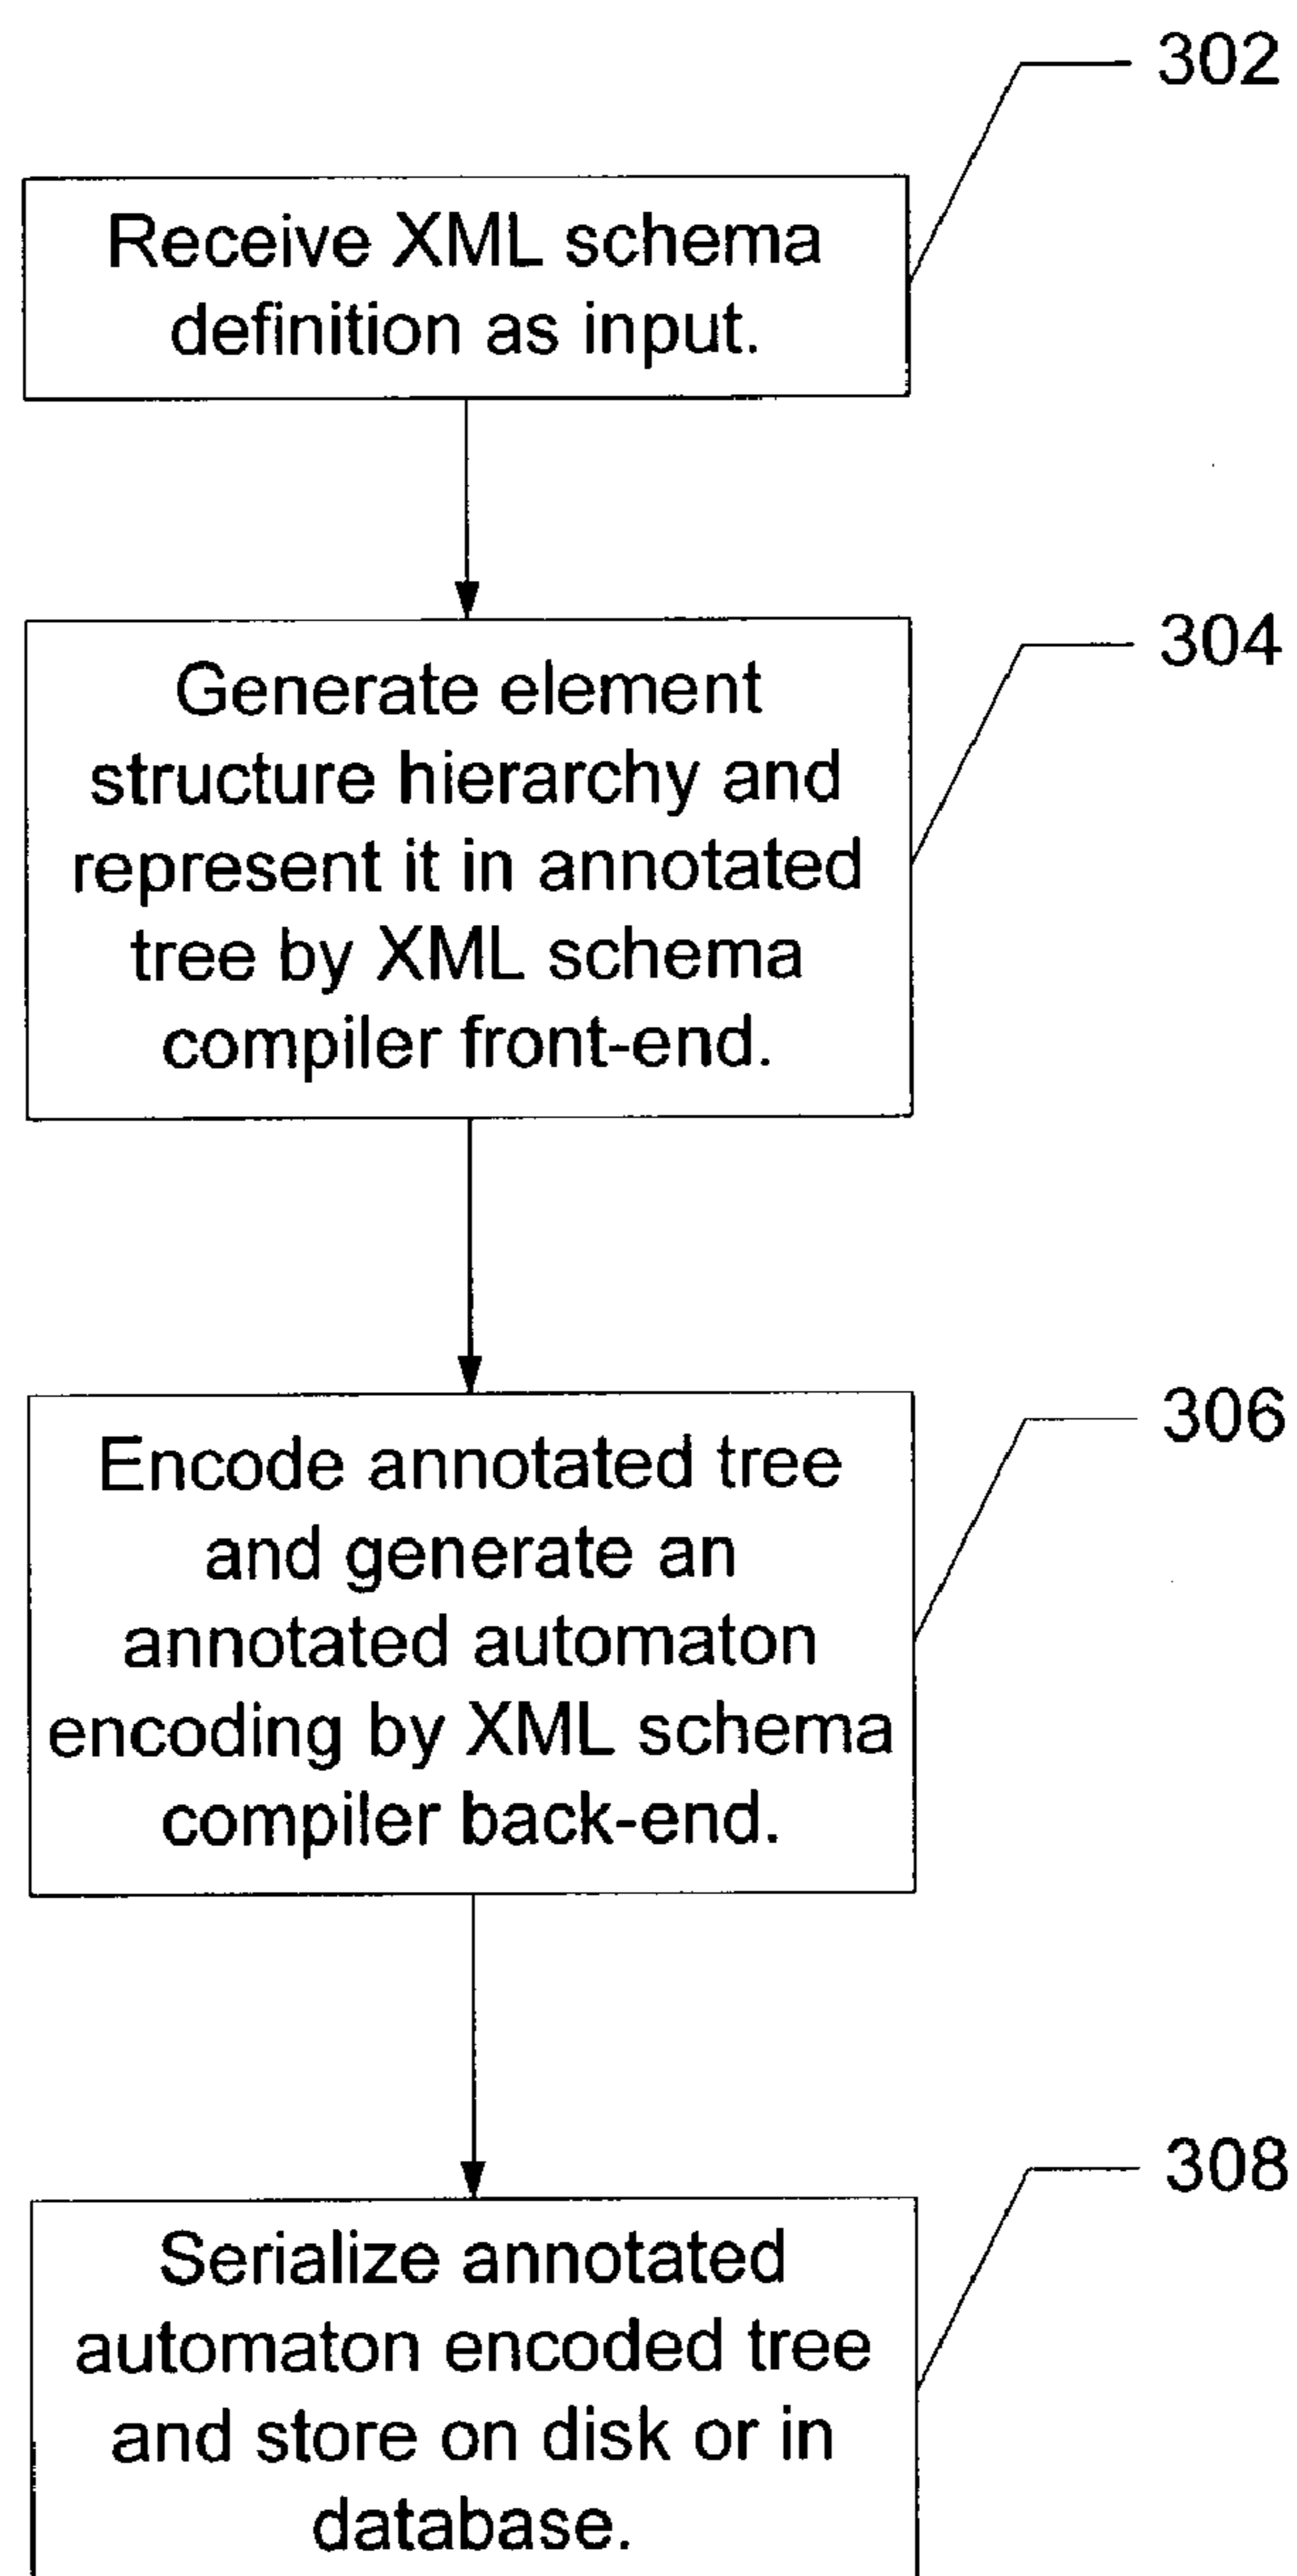 302
Receive XML schema
definition as input.
304
Generate element
structure hierarchy and
represent it in annotated
tree by XML schema
compiler front-end.
306
Encode annotated tree
and generate an
annotated automaton
encoding by XML schema
compiler back-end.
308
Serialize annotated
automaton encoded tree
and store on disk or in
database.